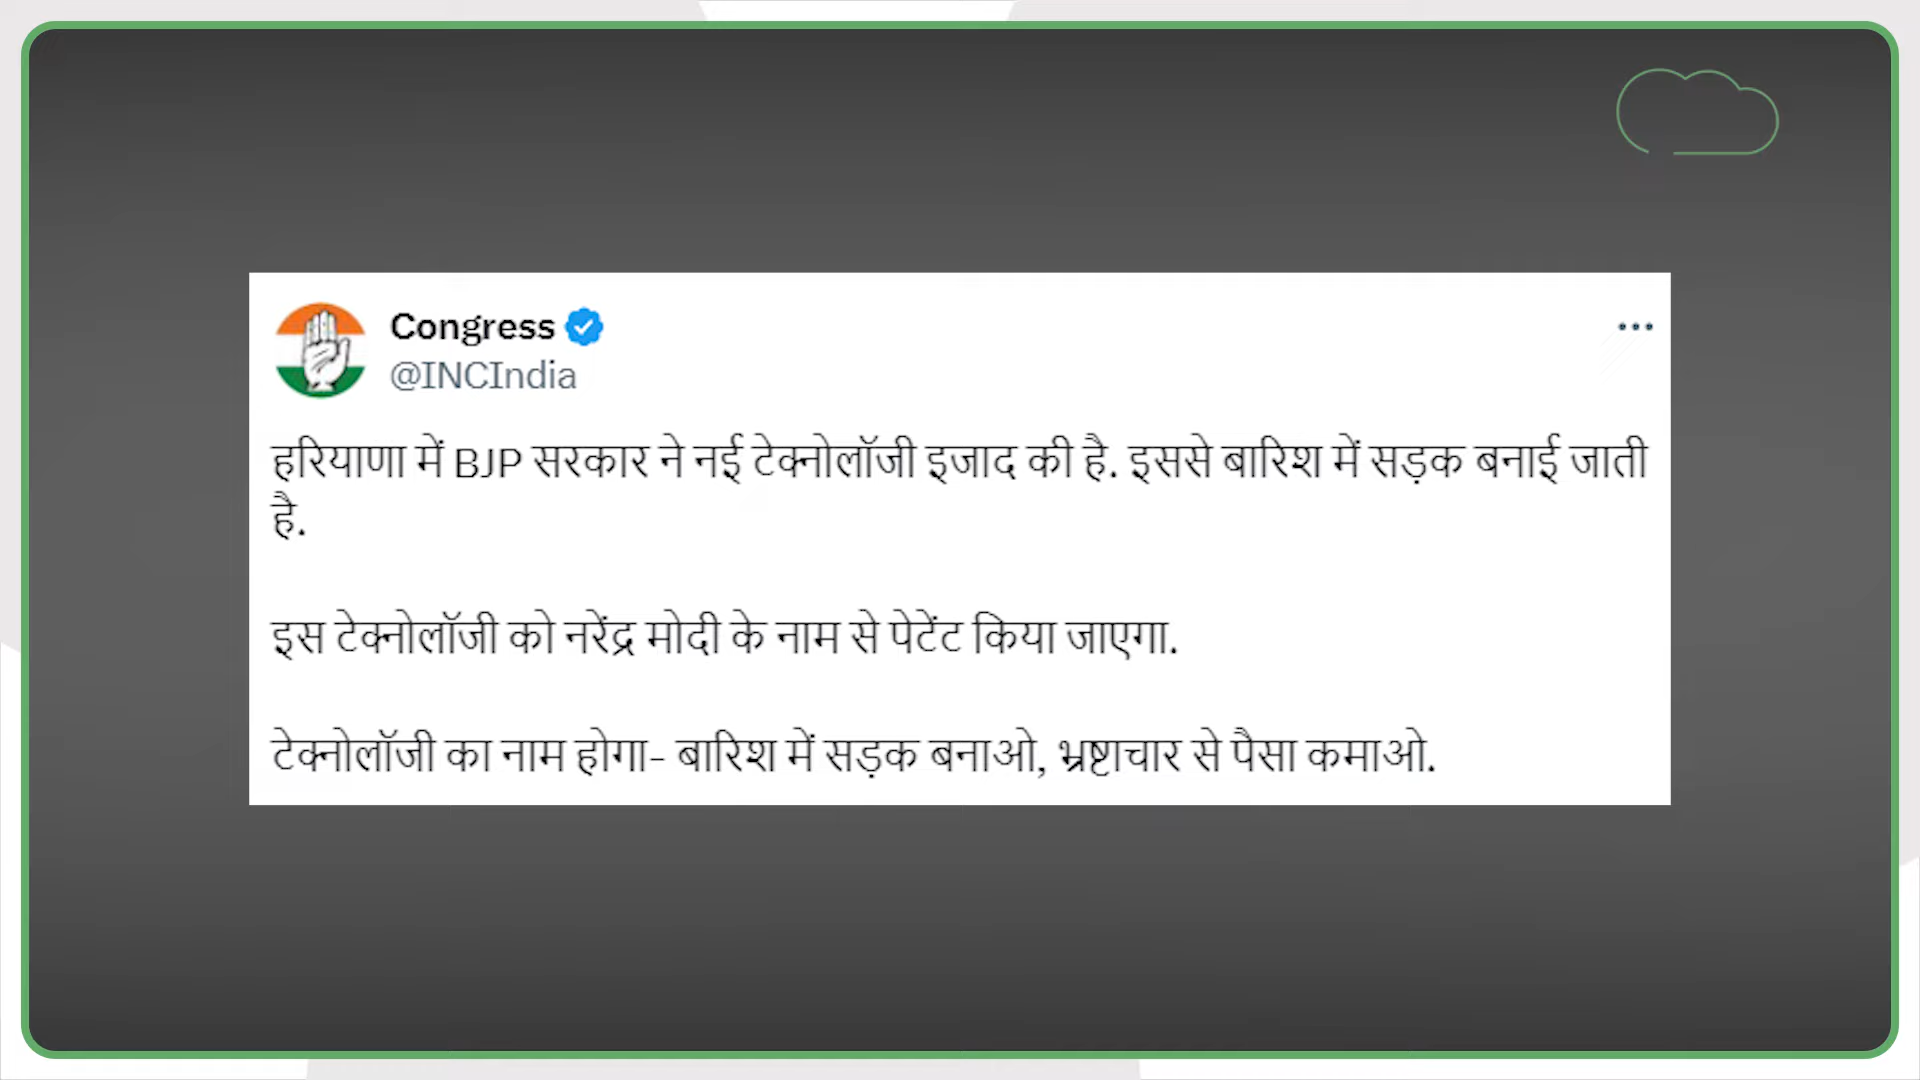 Congress
@INCIndia
हरियाणा में BJP सरकार ने नई टेक्नोलॉजी इजाद की है. इससे बारिश में सड़क बनाई जाती
है.
इस टेक्नोलॉजी को नरेंद्र मोदी के नाम से पेटेंट किया जाएगा.
टेक्नोलॉजी का नाम होगा- बारिश में सड़क बनाओ, भ्रष्टाचार से पैसा कमाओ.